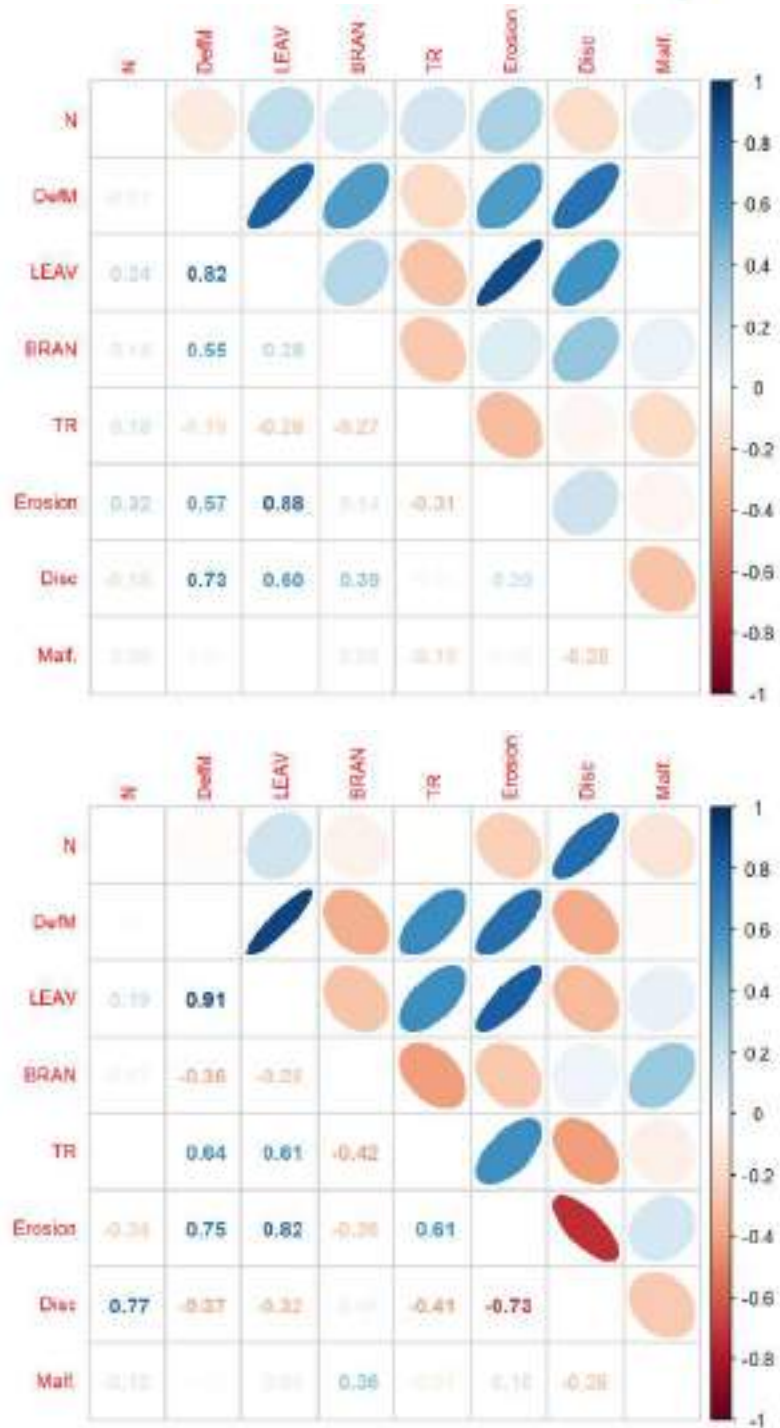 N DefM LEAV BRAN TR Erosion Disc Malf.
N
DefM
LEAV 0.24 0.82
BRAN 0.55 0.28
TR 0.18 -0.19 -0.28 -0.27
Erosion 0.32 0.57 0.88 -0.31
Disc 0.73 0.60 0.39 0.20
Malf. -0.28
1
0.8
0.6
0.4
0.2
0
-0.2
-0.4
-0.6
-0.8
-1
N DefM LEAV BRAN TR Erosion Disc Malf.
N
DefM
LEAV 0.19 0.91
BRAN -0.36
TR 0.64 0.61 -0.42
Erosion 0.75 0.82 0.61
Disc 0.77 -0.37 -0.32 -0.41 -0.73
Malf. 0.36 -0.28
1
0.8
0.6
0.4
0.2
0
-0.2
-0.4
-0.6
-0.8
-1